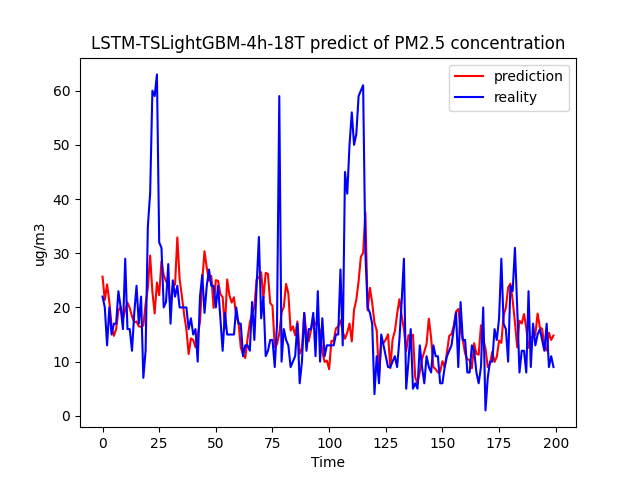 LSTM-TSLightGBM-4h-18T predict of PM2.5 concentration
prediction
reality
60
50
40
30
20
10
0
ug/m3
0 25 50 75 100 125 150 175 200
Time